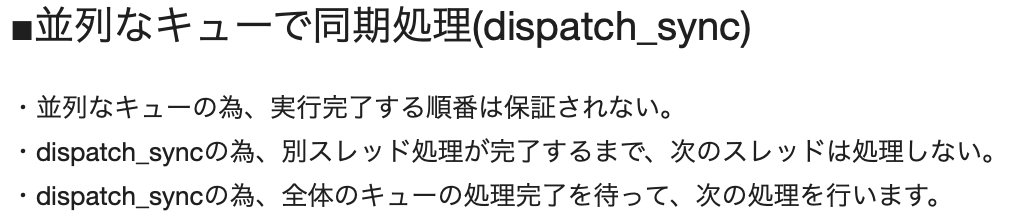 ■並列なキューで同期処理(dispatch_sync)
・並列なキューの為、実行完了する順番は保証されない。
・dispatch_syncの為、別スレッド処理が完了するまで、次のスレッドは処理しない。
・dispatch_syncの為、全体のキューの処理完了を待って、次の処理を行います。